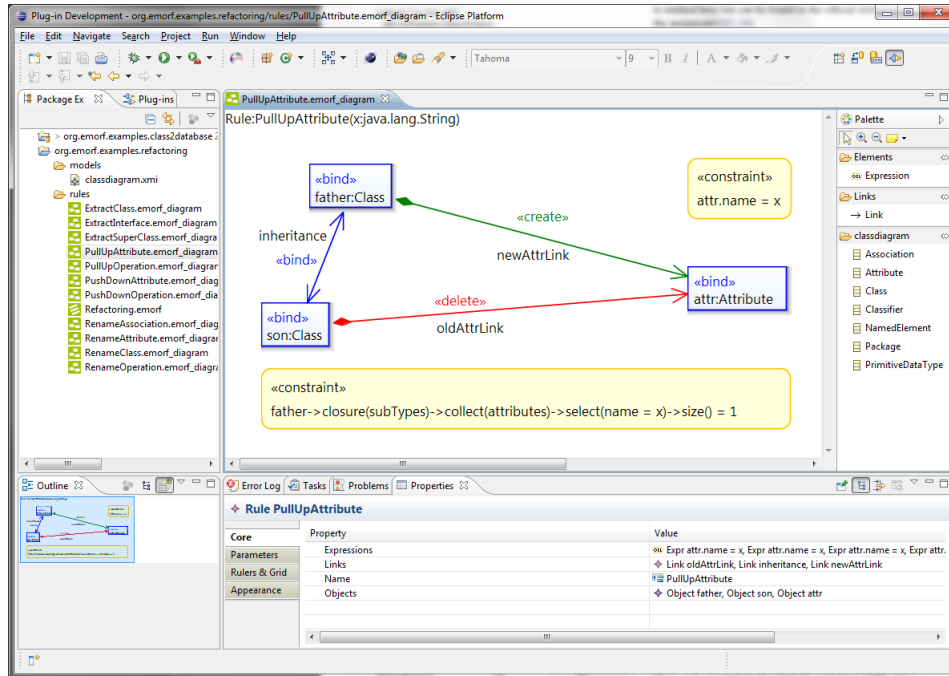 Plug-in Development - org.emorf.examples.refactoring/rules/PullUpAttribute.emorf_diagram - Eclipse Platform
File Edit Navigate Search Project Run Window Help
Tahoma 9 B I A
Package Ex Plug-ins
PullUpAttribute.emorf_diagram
> org.emorf.examples.class2database
org.emorf.examples.refactoring
models
classdiagram.xmi
rules
ExtractClass.emorf_diagram
ExtractInterface.emorf_diagram
ExtractSuperClass.emorf_diagra
PullUpAttribute.emorf_diagram
PullUpOperation.emorf_diagran
PushDownAttribute.emorf_diag
PushDownOperation.emorf_dia
Refactoring.emorf
RenameAssociation.emorf_diag
RenameAttribute.emorf_diagrar
RenameClass.emorf_diagram
RenameOperation.emorf_diagra
Rule:PullUpAttribute(x:java.lang.String)
«bind»
father:Class
«constraint»
attr.name = x
«create»
newAttrLink
inheritance
«bind»
«bind»
attr:Attribute
«delete»
oldAttrLink
«bind»
son:Class
«constraint»
father->closure(subTypes)->collect(attributes)->select(name = x)->size() = 1
Palette
Elements
Expression
Links
Link
classdiagram
Association
Attribute
Class
Classifier
NamedElement
Package
PrimitiveDataType
Outline
Error Log Tasks Problems Properties
Rule PullUpAttribute
Core
Parameters
Rulers & Grid
Appearance
Property Value
Expressions Expr attr.name = x, Expr attr.name = x, Expr attr.name = x, Expr attr.
Links Link oldAttrLink, Link inheritance, Link newAttrLink
Name PullUpAttribute
Objects Object father, Object son, Object attr